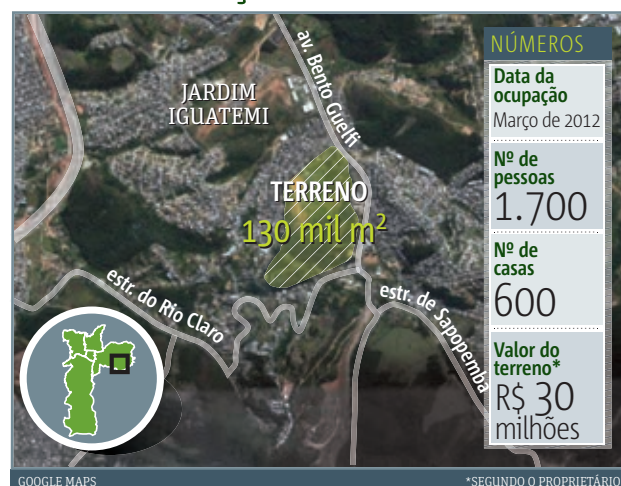 JARDIM
IGUATEMI
av. Bento Guelfi
TERRENO
130 mil m²
estr. do Rio Claro
estr. de Sapopemba
NÚMEROS
Data da
ocupação
Março de 2012
Nº de
pessoas
1.700
Nº de
casas
600
Valor do
terreno*
R$ 30
milhões
GOOGLE MAPS
*SEGUNDO O PROPRIETÁRIO